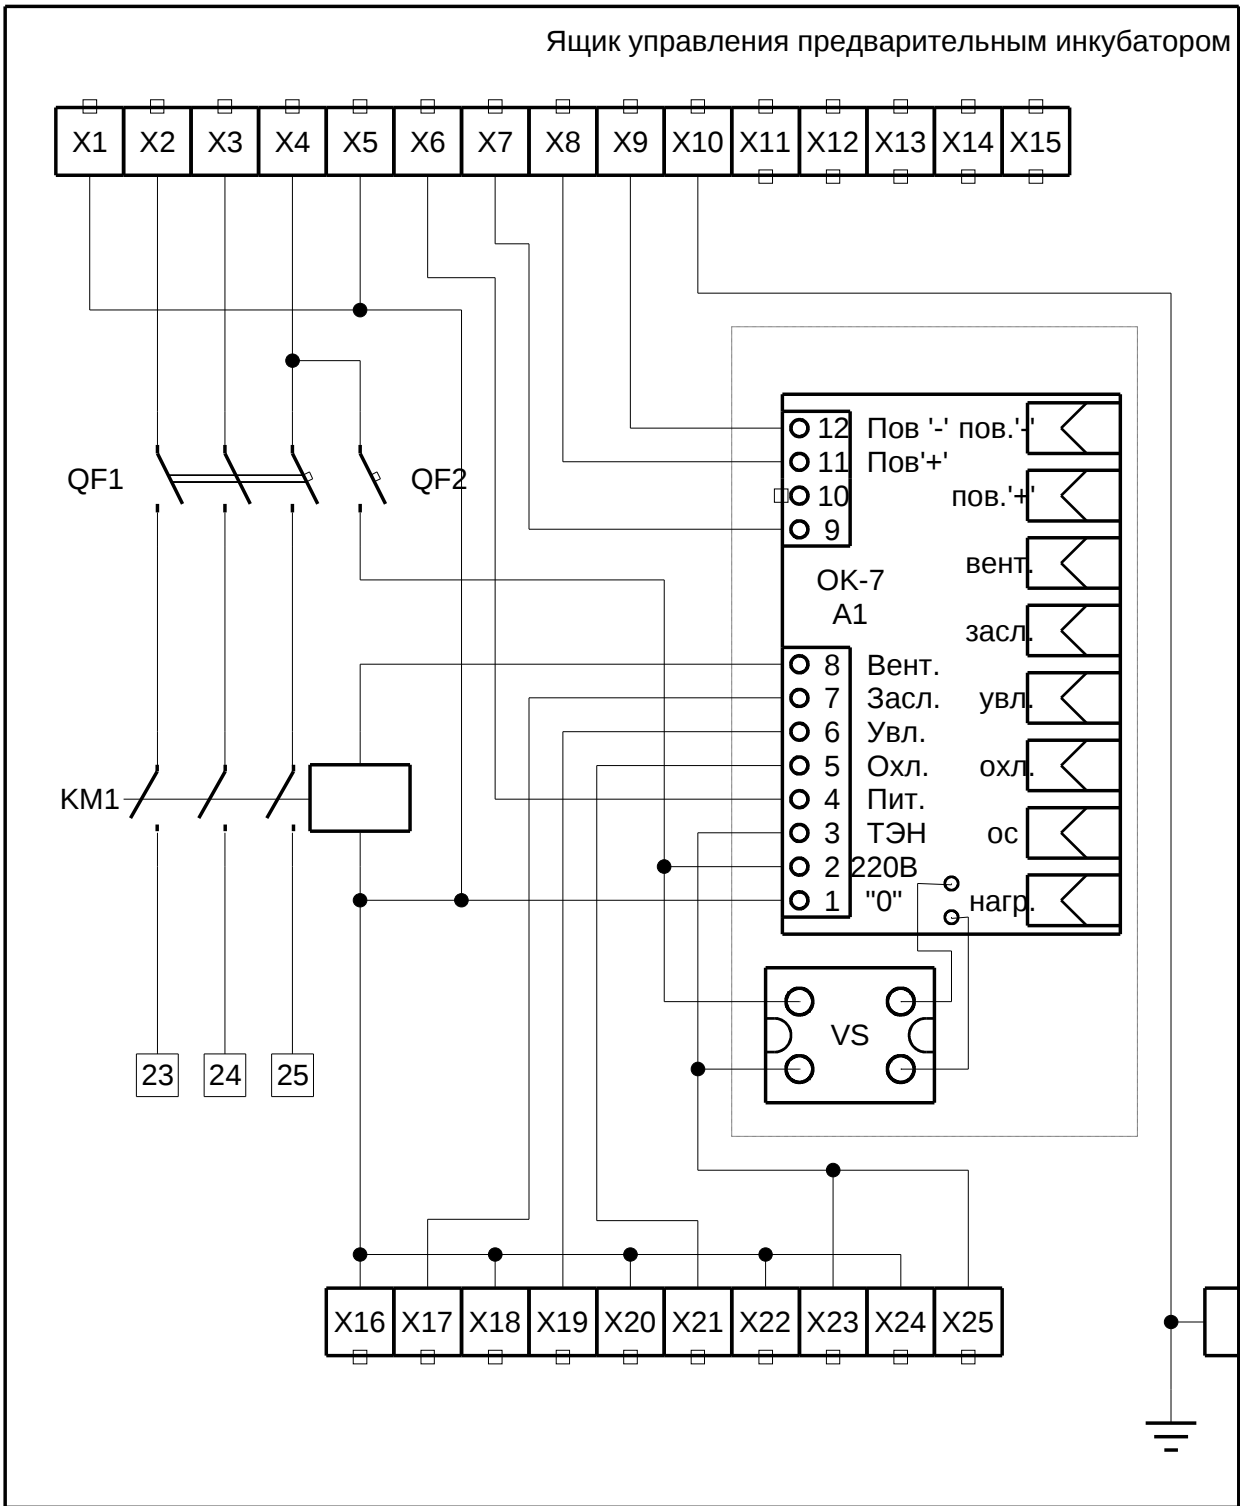 Ящик управления предварительным инкубатором
X1 X2 X3 X4 X5 X6 X7 X8 X9 X10 X11 X12 X13 X14 X15
12 Пов '-' пов.'-'
11 Пов'+'
QF1 QF2
10 пов.'+'
9
вент.
OK-7
A1
засл.
8 Вент.
7 Засл. увл.
6 Увл.
5 Охл. охл.
KM1
4 Пит.
3 ТЭН ос
2 220В
1 "0" нагр.
VS
23 24 25
X16 X17 X18 X19 X20 X21 X22 X23 X24 X25